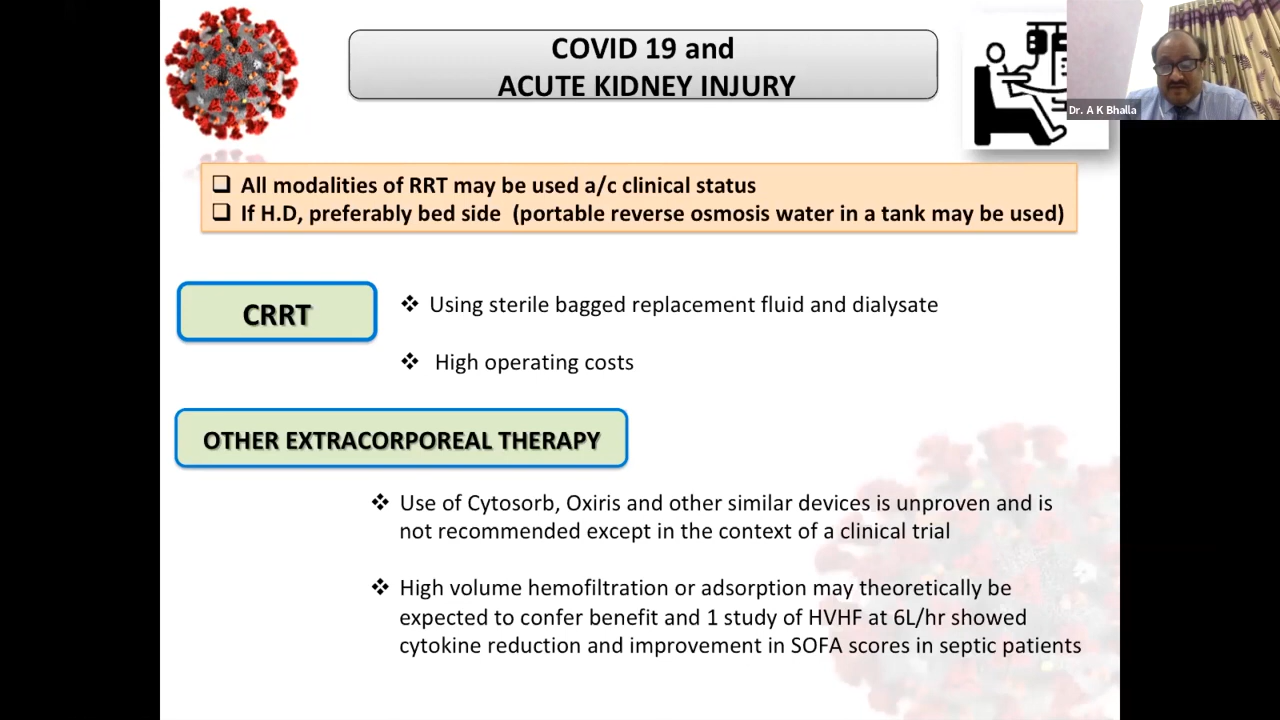 COVID 19 and
ACUTE KIDNEY INJURY
Dr. A K Bhalla
❑ All modalities of RRT may be used a/c clinical status
❑ If H.D, preferably bed side (portable reverse osmosis water in a tank may be used)
CRRT
❖ Using sterile bagged replacement fluid and dialysate
❖ High operating costs
OTHER EXTRACORPOREAL THERAPY
❖ Use of Cytosorb, Oxiris and other similar devices is unproven and is
not recommended except in the context of a clinical trial
❖ High volume hemofiltration or adsorption may theoretically be
expected to confer benefit and 1 study of HVHF at 6L/hr showed
cytokine reduction and improvement in SOFA scores in septic patients